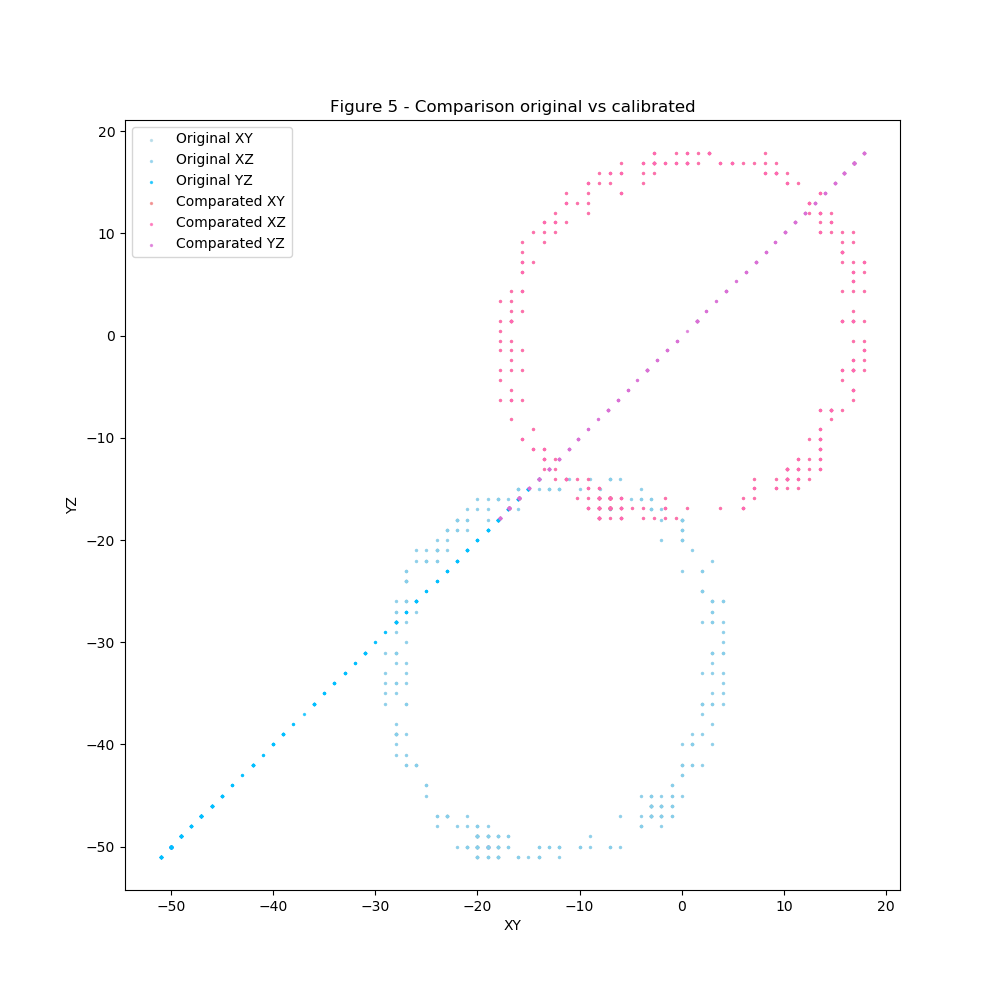 Figure 5 - Comparison original vs calibrated
Original XY
Original XZ
Original YZ
Comparated XY
Comparated XZ
Comparated YZ
20
10
0
−10
−20
−30
−40
−50
YZ
−50 −40 −30 −20 −10 0 10 20
XY